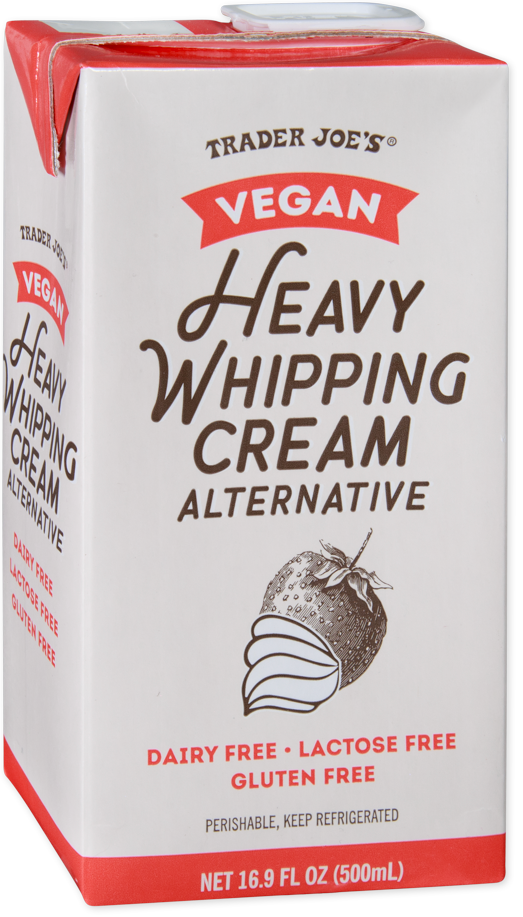 TRADER JOE'S®
VEGAN
HEAVY
WHIPPING
CREAM
ALTERNATIVE
DAIRY FREE • LACTOSE FREE
GLUTEN FREE
PERISHABLE, KEEP REFRIGERATED
NET 16.9 FL OZ (500mL)
TRADER JOE'S
VEGAN
HEAVY
WHIPPING
CREAM
ALTERNATIVE
DAIRY FREE
LACTOSE FREE
GLUTEN FREE